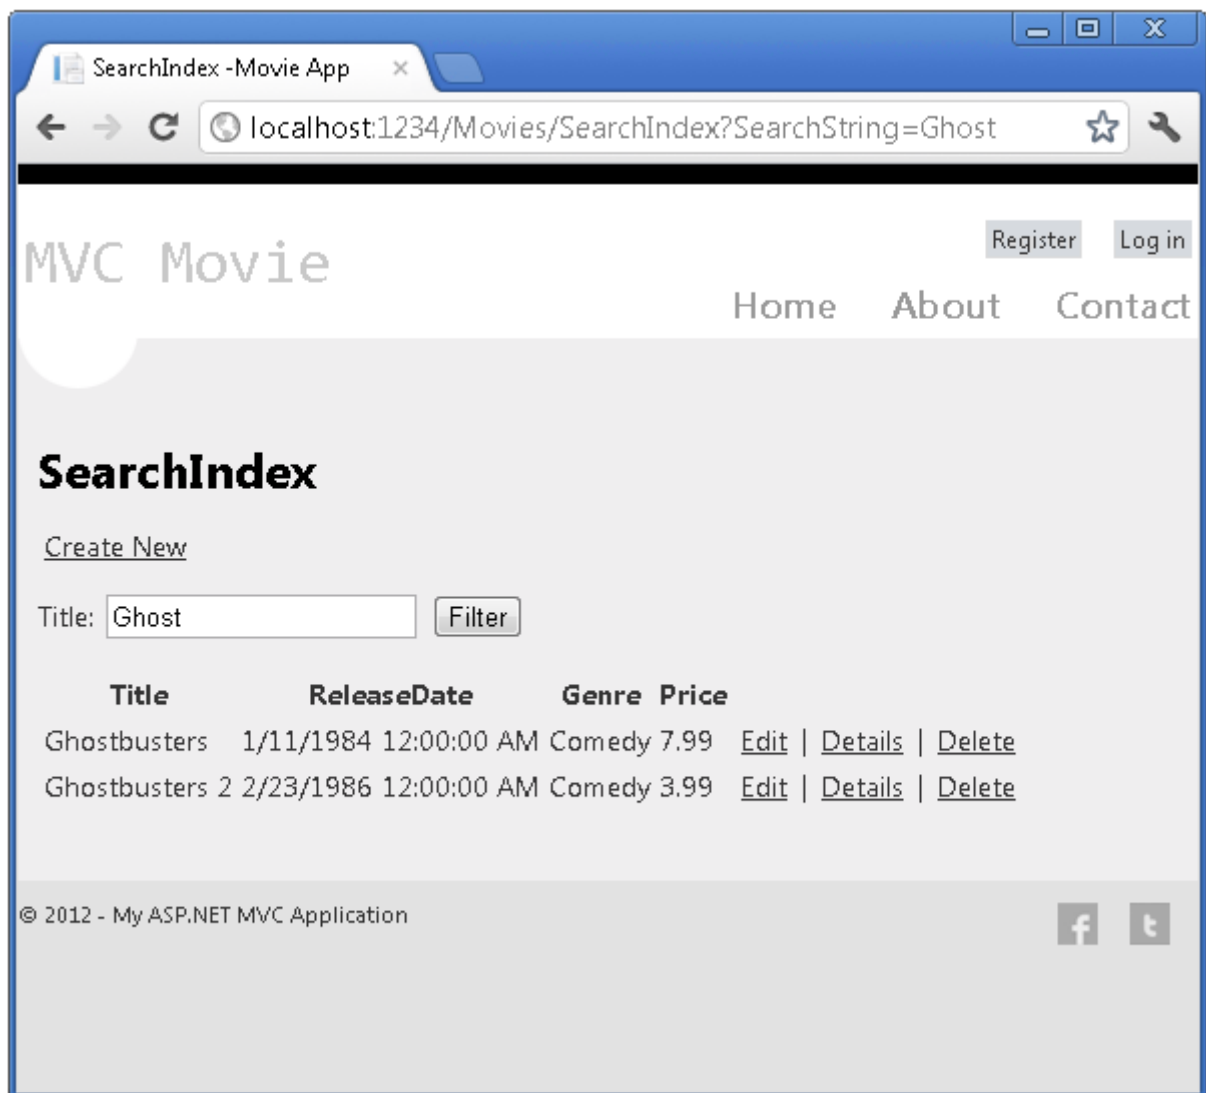 SearchIndex -Movie App
localhost:1234/Movies/SearchIndex?SearchString=Ghost
Register Log in
MVC Movie
Home About Contact
SearchIndex
Create New
Title: Ghost Filter
Title ReleaseDate Genre Price
Ghostbusters 1/11/1984 12:00:00 AM Comedy 7.99 Edit | Details | Delete
Ghostbusters 2 2/23/1986 12:00:00 AM Comedy 3.99 Edit | Details | Delete
© 2012 - My ASP.NET MVC Application